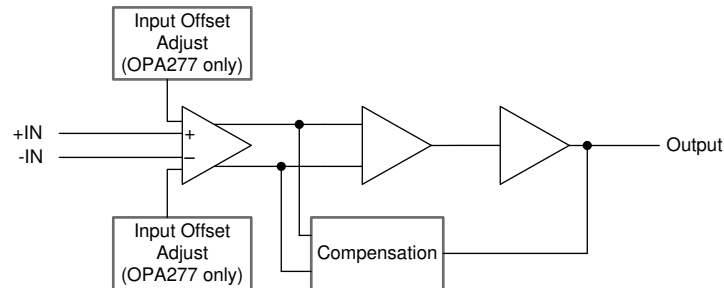 Input Offset
Adjust
(OPA277 only)
+IN
-IN
+
−
Output
Input Offset
Adjust
(OPA277 only)
Compensation